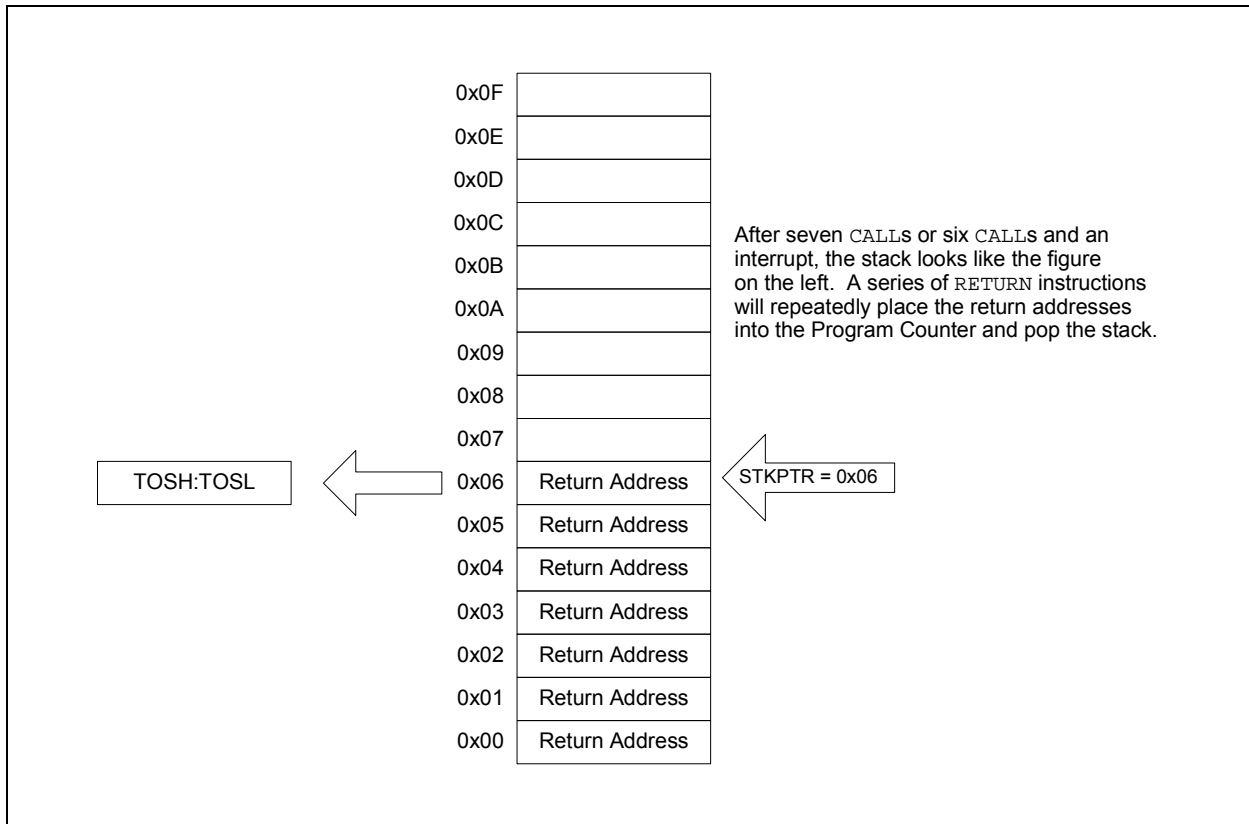 0x0F
0x0E
0x0D
0x0C
0x0B
0x0A
0x09
0x08
0x07
After seven CALLs or six CALLs and an
interrupt, the stack looks like the figure
on the left. A series of RETURN instructions
will repeatedly place the return addresses
into the Program Counter and pop the stack.
TOSH:TOSL
0x06 Return Address
STKPTR = 0x06
0x05 Return Address
0x04 Return Address
0x03 Return Address
0x02 Return Address
0x01 Return Address
0x00 Return Address